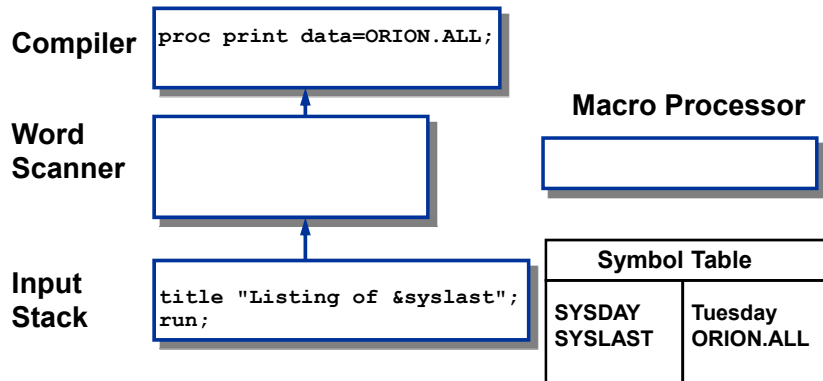 Compiler
proc print data=ORION.ALL;
Macro Processor
Word
Scanner
Input
Stack
title "Listing of &syslast";
run;
Symbol Table
SYSDAY Tuesday
SYSLAST ORION.ALL